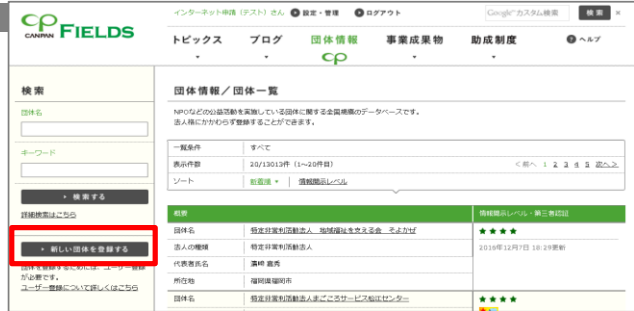 CANPAN FIELDS
インターネット申請（テスト）さん 設定・管理 ログアウト
Google™ カスタム検索 検索 ×
トピックス ブログ 団体情報 事業成果物 助成制度 ヘルプ
検索
団体名
キーワード
検索する
詳細検索はこちら
新しい団体を登録する
団体を登録するためには、ユーザー登録
が必要です。
ユーザー登録について詳しくはこちら
団体情報／団体一覧
NPOなどの公益活動を実施している団体に関する全国規模のデータベースです。
法人格にかかわらず登録することができます。
一覧条件 すべて
表示件数 20/13013件（1～20件目） ＜前へ 1 2 3 4 5 次へ＞
ソート 新着順 情報開示レベル
概要 情報開示レベル・第三者認証
団体名 特定非営利活動法人 地域福祉を支える会 そよかぜ ★★★★
法人の種類 特定非営利活動法人 2016年12月7日 18:29更新
代表者氏名 濱崎
所在地 福岡県福岡市
団体名 特定非営利活動法人まごころサービス松江センター ★★★★